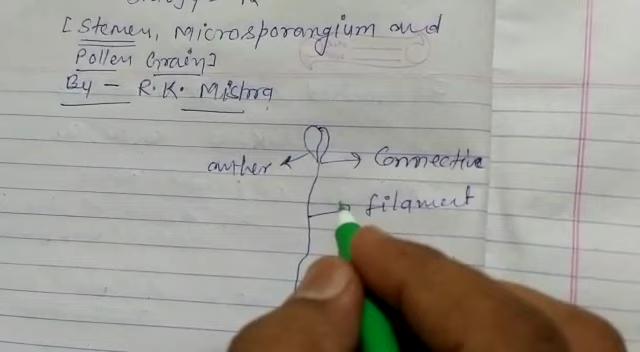 [Stemen, Microsporangium and
Pollen Grain]
By - R.K. Mishra
anther
Connective
filament